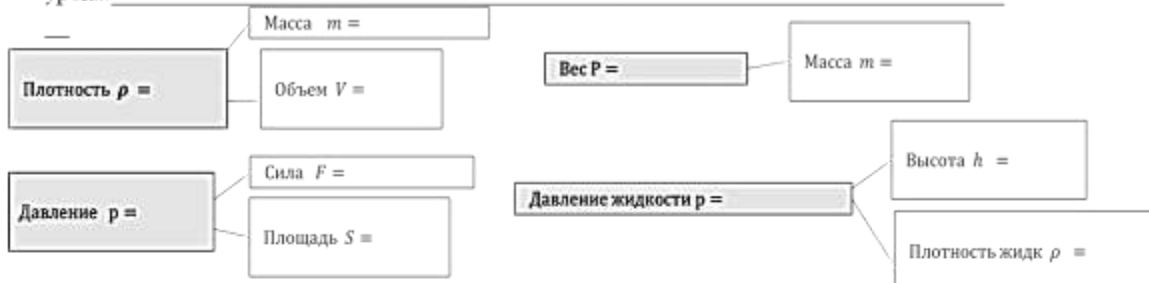 Масса m =
Плотность ρ =
Объем V =
Вес P =
Масса m =
Сила F =
Давление p =
Площадь S =
Высота h =
Давление жидкости p =
Плотность жидк ρ =